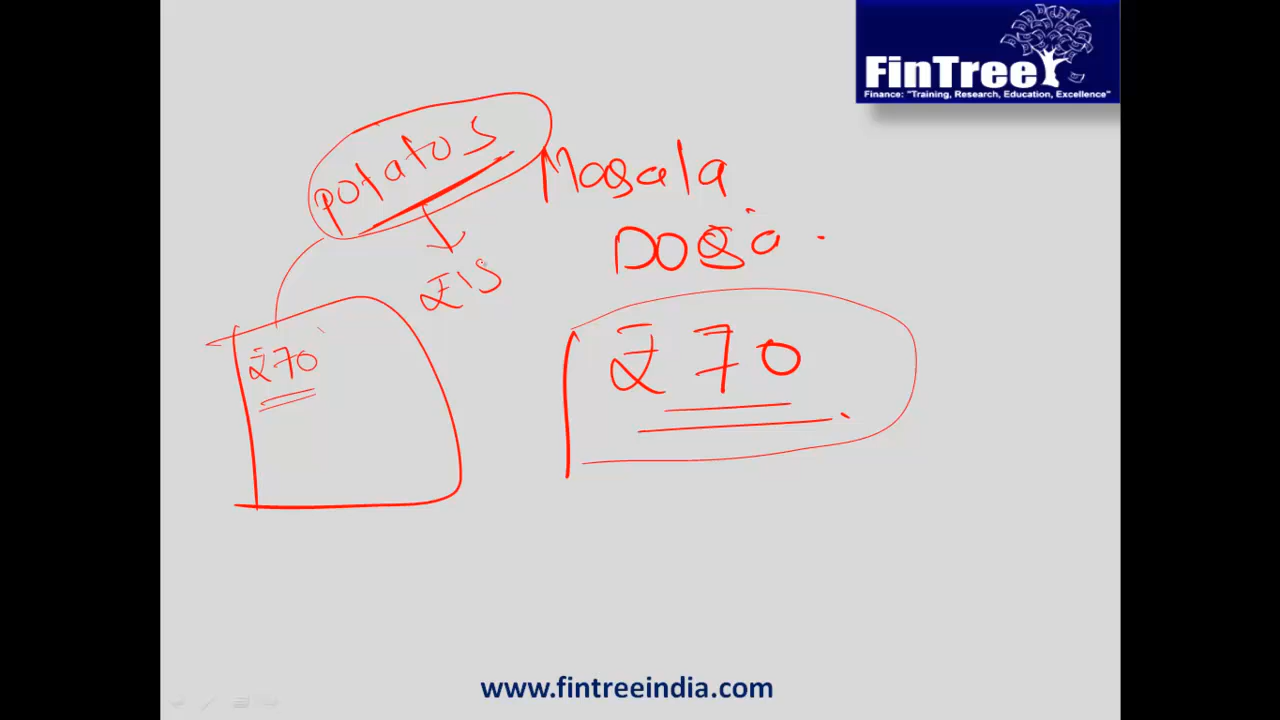 FinTree
Finance: "Training, Research, Education, Excellence"
potatos
Masala
Dosa.
₹15
₹70
₹ 70
www.fintreeindia.com